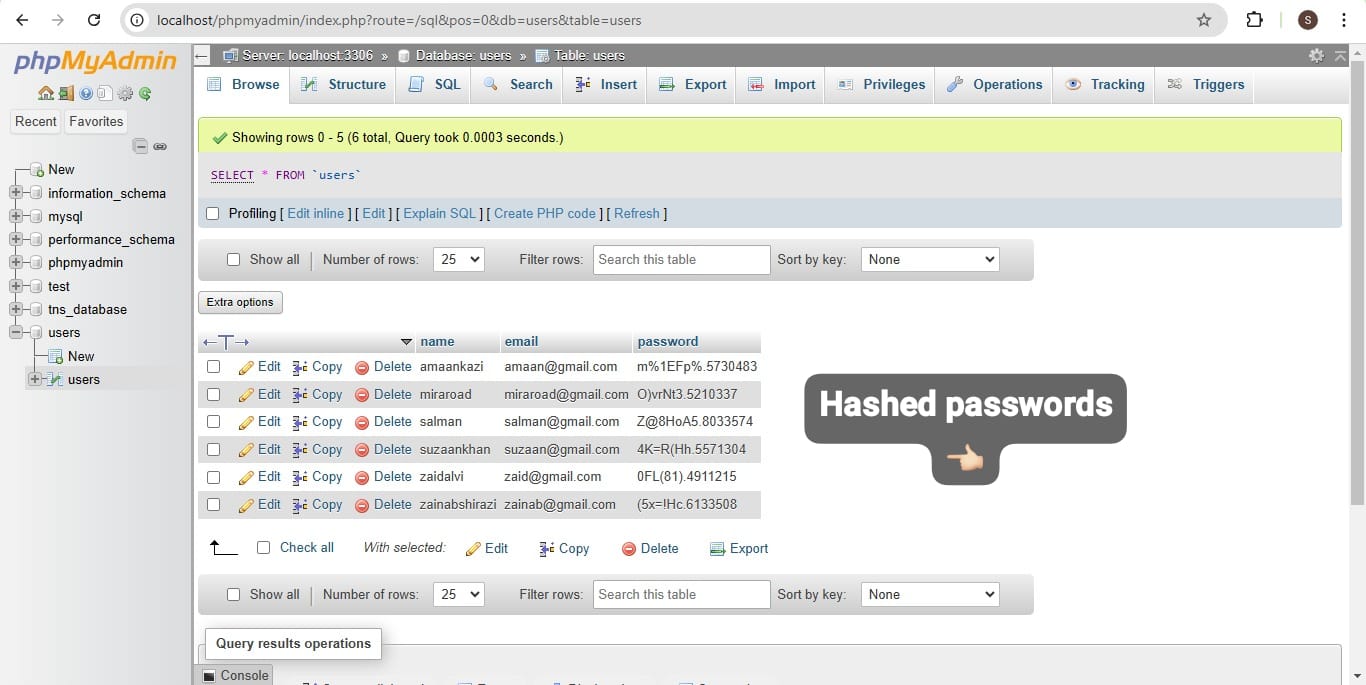 localhost/phpmyadmin/index.php?route=/sql&pos=0&db=users&table=users
S
phpMyAdmin
Recent Favorites
New
information_schema
mysql
performance_schema
phpmyadmin
test
tns_database
users
New
users
Server: localhost:3306 » Database: users » Table: users
Browse Structure SQL Search Insert Export Import Privileges Operations Tracking Triggers
Showing rows 0 - 5 (6 total, Query took 0.0003 seconds.)
SELECT * FROM `users`
Profiling [ Edit inline ] [ Edit ] [ Explain SQL ] [ Create PHP code ] [ Refresh ]
Show all Number of rows: 25 Filter rows: Search this table Sort by key: None
Extra options
name email password
Edit Copy Delete amaankazi amaan@gmail.com m%1EFp%.5730483
Edit Copy Delete miraroad miraroad@gmail.com O)vrNt3.5210337
Edit Copy Delete salman salman@gmail.com Z@8HoA5.8033574
Edit Copy Delete suzaankhan suzaan@gmail.com 4K=R(Hh.5571304
Edit Copy Delete zaidalvi zaid@gmail.com 0FL(81).4911215
Edit Copy Delete zainabshirazi zainab@gmail.com (5x=!Hc.6133508
Hashed passwords
Check all With selected: Edit Copy Delete Export
Show all Number of rows: 25 Filter rows: Search this table Sort by key: None
Query results operations
Console